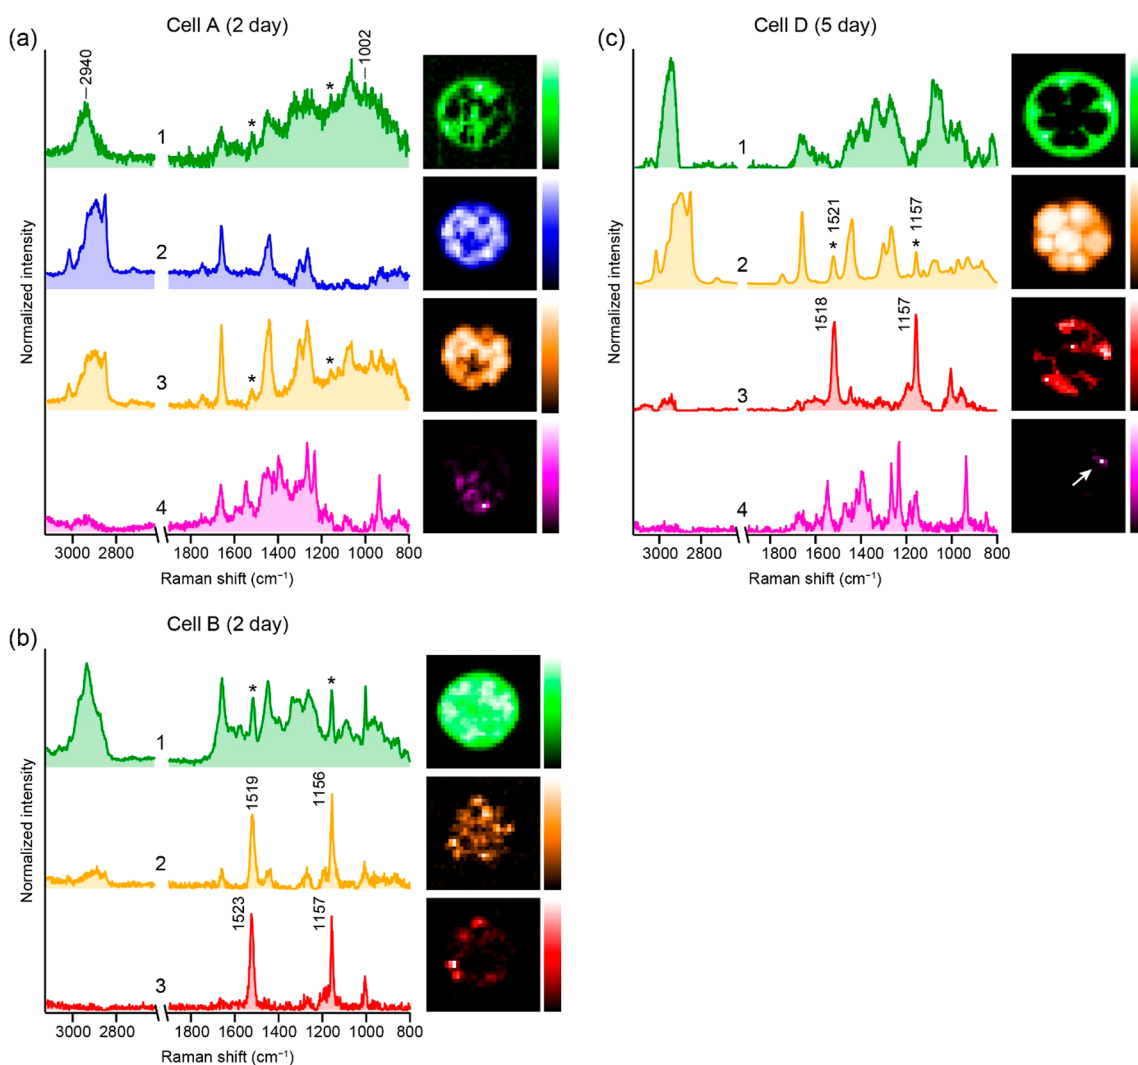 (a)
Cell A (2 day)
2940
1002
*
*
1
2
3
*
*
4
Normalized intensity
3000 2800 1600 1400 1200 1000 800
Raman shift (cm⁻¹)
(c)
Cell D (5 day)
1
* 1521
* 1157
2
1518
1157
3
4
Normalized intensity
3000 2800 1600 1400 1200 1000 800
Raman shift (cm⁻¹)
(b)
Cell B (2 day)
*
*
1
1519
1156
2
1523
1157
3
Normalized intensity
3000 2800 1600 1400 1200 1000 800
Raman shift (cm⁻¹)